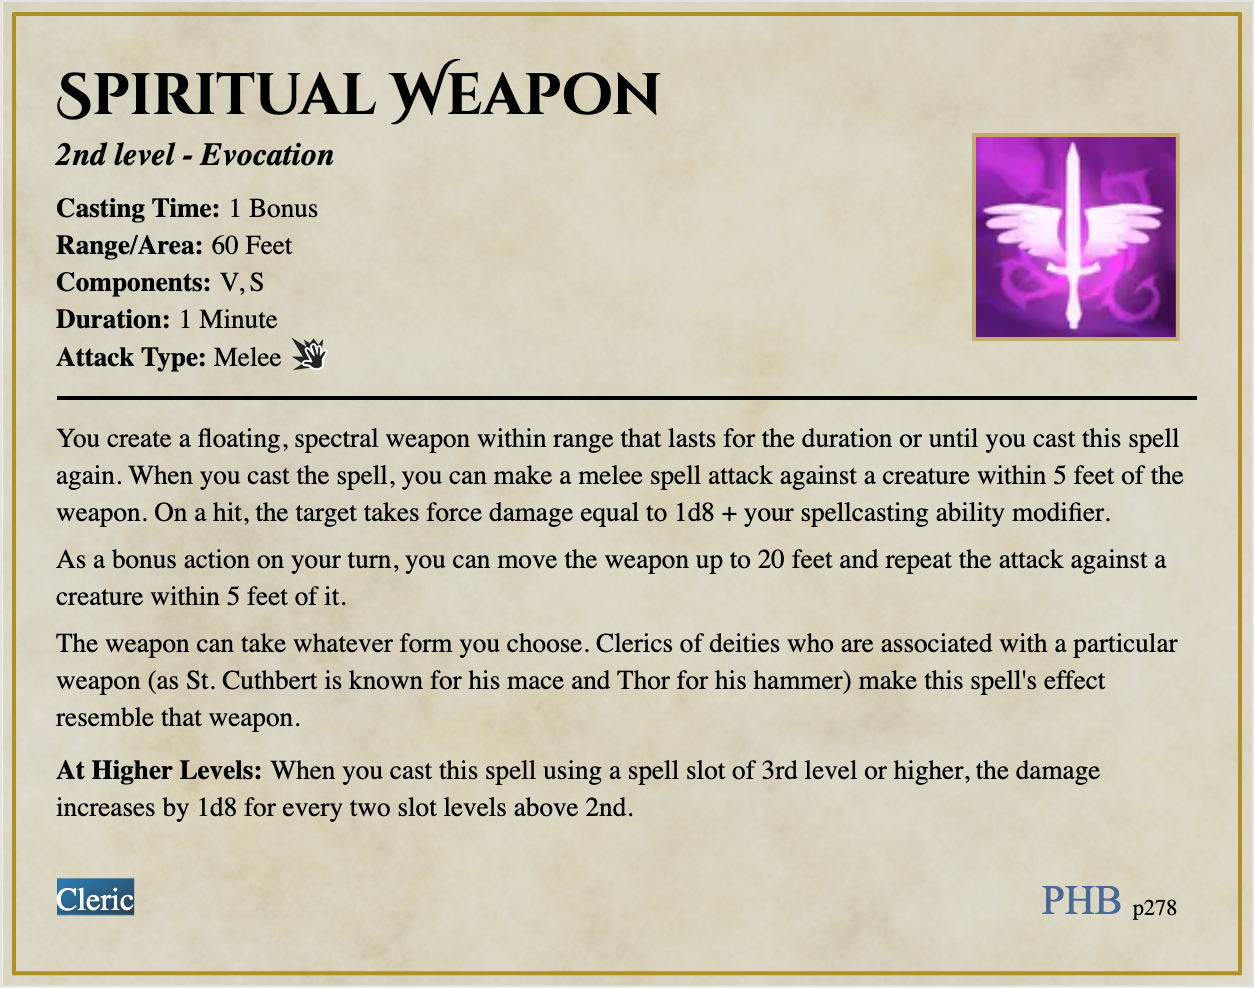 Spiritual Weapon
2nd level - Evocation
Casting Time: 1 Bonus
Range/Area: 60 Feet
Components: V, S
Duration: 1 Minute
Attack Type: Melee
You create a floating, spectral weapon within range that lasts for the duration or until you cast this spell
again. When you cast the spell, you can make a melee spell attack against a creature within 5 feet of the
weapon. On a hit, the target takes force damage equal to 1d8 + your spellcasting ability modifier.
As a bonus action on your turn, you can move the weapon up to 20 feet and repeat the attack against a
creature within 5 feet of it.
The weapon can take whatever form you choose. Clerics of deities who are associated with a particular
weapon (as St. Cuthbert is known for his mace and Thor for his hammer) make this spell's effect
resemble that weapon.
At Higher Levels: When you cast this spell using a spell slot of 3rd level or higher, the damage
increases by 1d8 for every two slot levels above 2nd.
Cleric
PHB p278